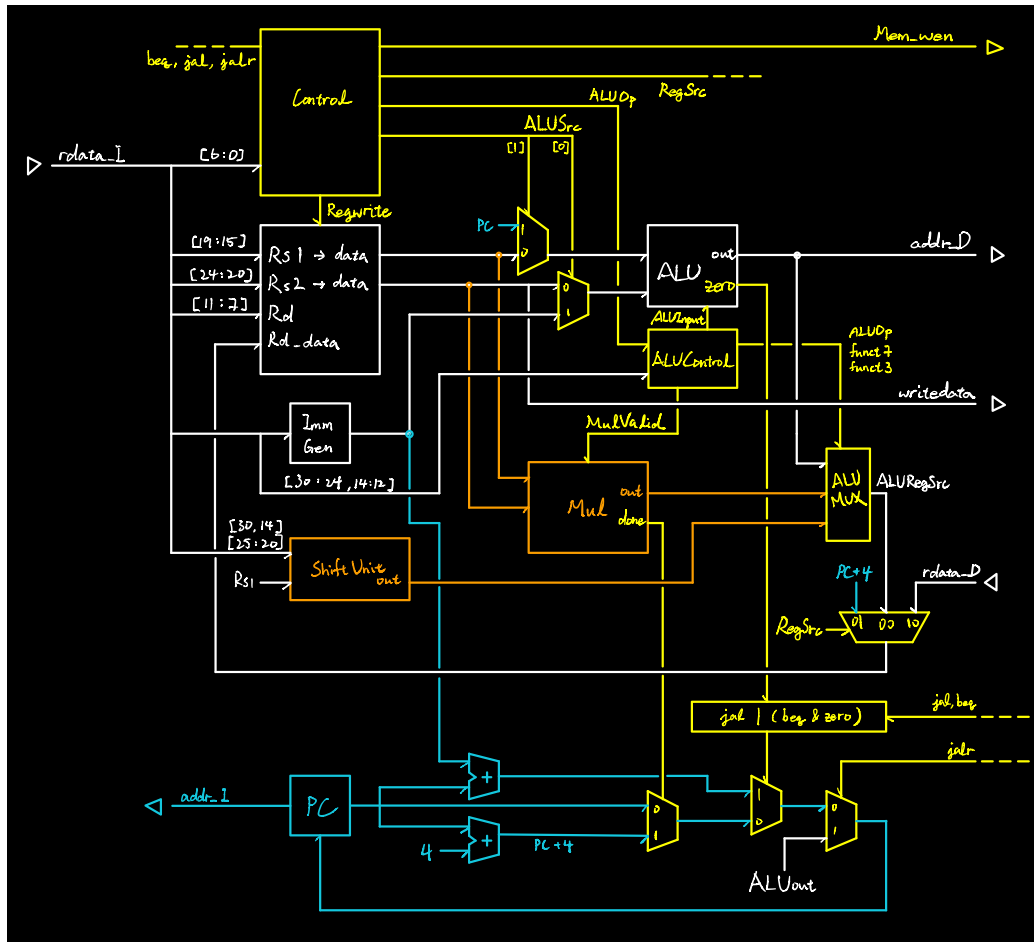 Mem_wen
beq, jal, jalr
Control
RegSrc
ALUOp
ALUSrc
[1]
[0]
rdata_I
[6:0]
Regwrite
PC
1
0
[19:15]
Rs1 → data
[24:20]
Rs2 → data
[11:7]
Rd
Rd_data
0
1
ALU
out
zero
addr_D
ALUInput
ALUControl
ALUOp
funct7
funct3
writedata
Imm
Gen
MulValid
[30:24, 14:12]
Mul
out
done
ALU
MUX
ALURegSrc
[30,14]
[25:20]
Rs1
Shift Unit
out
PC+4
rdata_D
RegSrc
01
00
10
jal | (beq & zero)
jal, beq
jalr
addr_I
PC
+
+
4
PC+4
0
1
1
0
0
1
ALUout